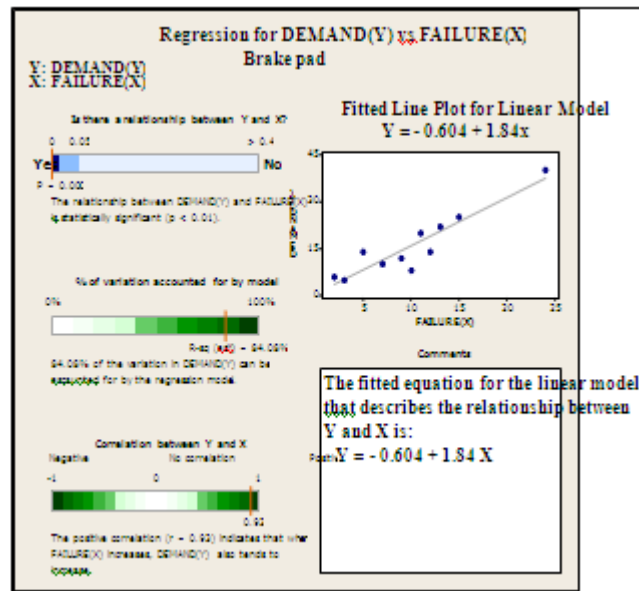 Regression for DEMAND(Y) vs FAILURE(X)
Brake pad
Y: DEMAND(Y)
X: FAILURE(X)
Is there a relationship between Y and X?
0 0.05 > 0.4
Yes No
P = 0.00
The relationship between DEMAND(Y) and FAILURE(X)
is statistically significant (p < 0.01).
% of variation accounted for by model
0% 100%
R-sq (adj) = 84.08%
84.08% of the variation in DEMAND(Y) can be
accounted for by the regression model.
Correlation between Y and X
Negative No correlation
-1 0 1
0.93
The positive correlation (r = 0.93) indicates that when
FAILURE(X) increases, DEMAND(Y) also tends to
increase.
Fitted Line Plot for Linear Model
Y = - 0.604 + 1.84x
45
30
15
0
5 10 15 20 25
FAILURE(X)
Comments
The fitted equation for the linear model
that describes the relationship between
Y and X is:
Y = - 0.604 + 1.84 X